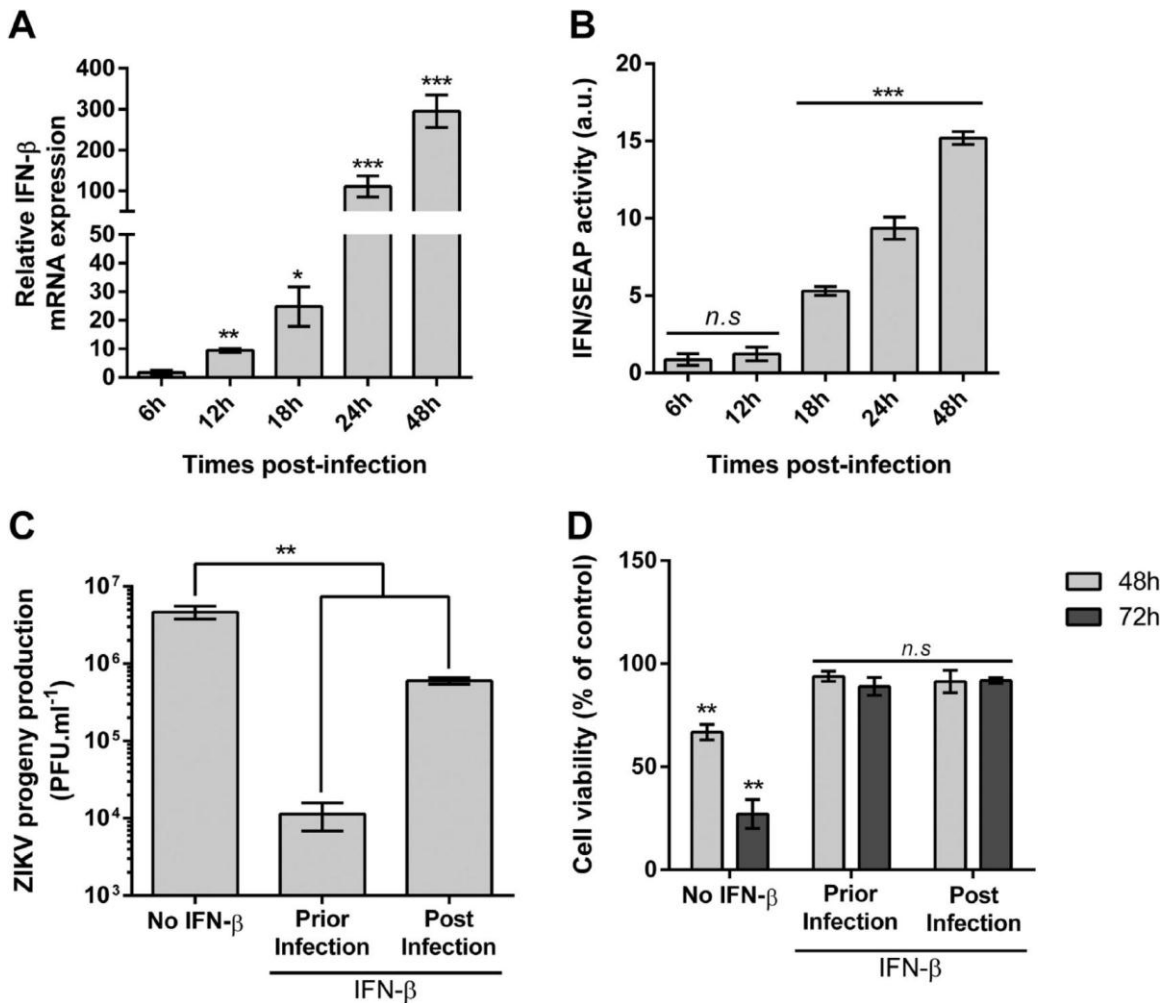 A
Relative IFN-β
mRNA expression
400
300
200
100
50
40
30
20
10
0
**
*
***
***
6h
12h
18h
24h
48h
Times post-infection
B
IFN/SEAP activity (a.u.)
20
15
10
5
0
n.s
***
6h
12h
18h
24h
48h
Times post-infection
C
ZIKV progeny production
(PFU.ml⁻¹)
10⁷
10⁶
10⁵
10⁴
10³
**
No IFN-β
Prior
Infection
Post
Infection
IFN-β
D
Cell viability (% of control)
150
100
50
0
**
**
n.s
48h
72h
No IFN-β
Prior
Infection
Post
Infection
IFN-β